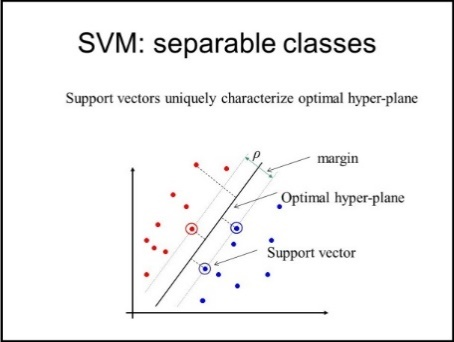 SVM: separable classes
Support vectors uniquely characterize optimal hyper-plane
ρ
margin
Optimal hyper-plane
Support vector